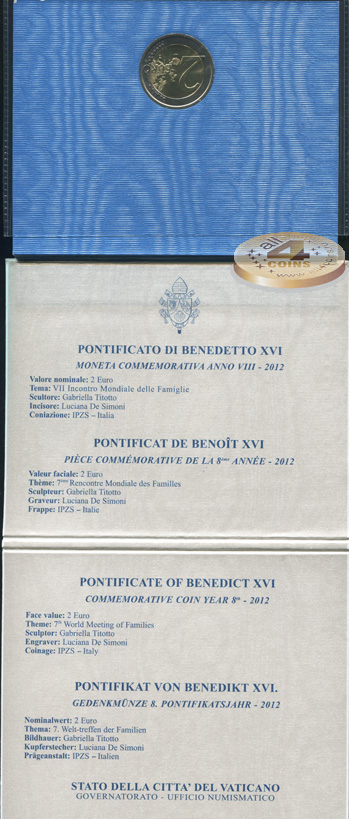 2
all
4
COINS
PONTIFICATO DI BENEDETTO XVI
MONETA COMMEMORATIVA ANNO VIII - 2012
Valore nominale: 2 Euro
Tema: VII Incontro Mondiale delle Famiglie
Scultore: Gabriella Titotto
Incisore: Luciana De Simoni
Coniazione: IPZS – Italia
PONTIFICAT DE BENOÎT XVI
PIÈCE COMMÉMORATIVE DE LA 8ème ANNÉE - 2012
Valeur faciale: 2 Euro
Thème: 7ème Rencontre Mondiale des Familles
Sculpteur: Gabriella Titotto
Graveur: Luciana De Simoni
Frappe: IPZS – Italie
PONTIFICATE OF BENEDICT XVI
COMMEMORATIVE COIN YEAR 8th - 2012
Face value: 2 Euro
Theme: 7th World Meeting of Families
Sculptor: Gabriella Titotto
Engraver: Luciana De Simoni
Coinage: IPZS – Italy
PONTIFIKAT VON BENEDIKT XVI.
GEDENKMÜNZE 8. PONTIFIKATSJAHR - 2012
Nominalwert: 2 Euro
Thema: 7. Welt-treffen der Familien
Bildhauer: Gabriella Titotto
Kupferstecher: Luciana De Simoni
Prägeanstalt: IPZS – Italien
STATO DELLA CITTA' DEL VATICANO
GOVERNATORATO - UFFICIO NUMISMATICO